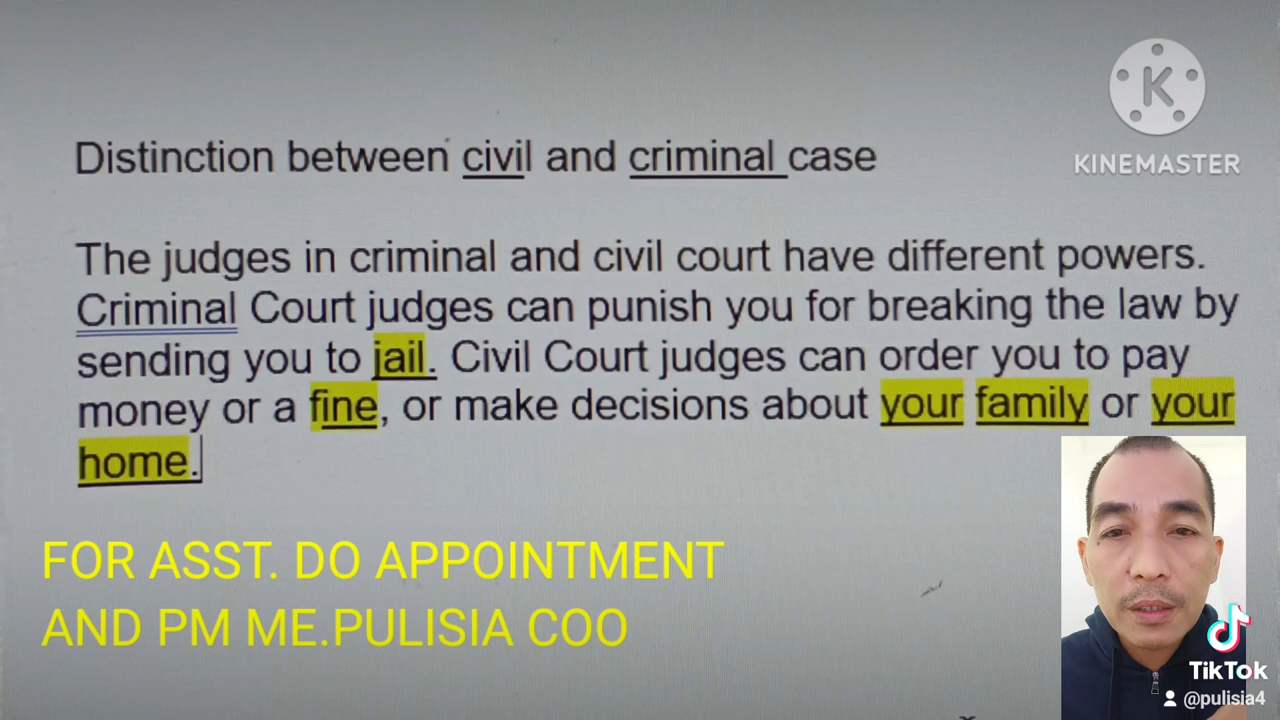 KINEMASTER
Distinction between civil and criminal case
The judges in criminal and civil court have different powers.
Criminal Court judges can punish you for breaking the law by
sending you to jail. Civil Court judges can order you to pay
money or a fine, or make decisions about your family or your
home.
FOR ASST. DO APPOINTMENT
AND PM ME.PULISIA COO
TikTok
@pulisia4